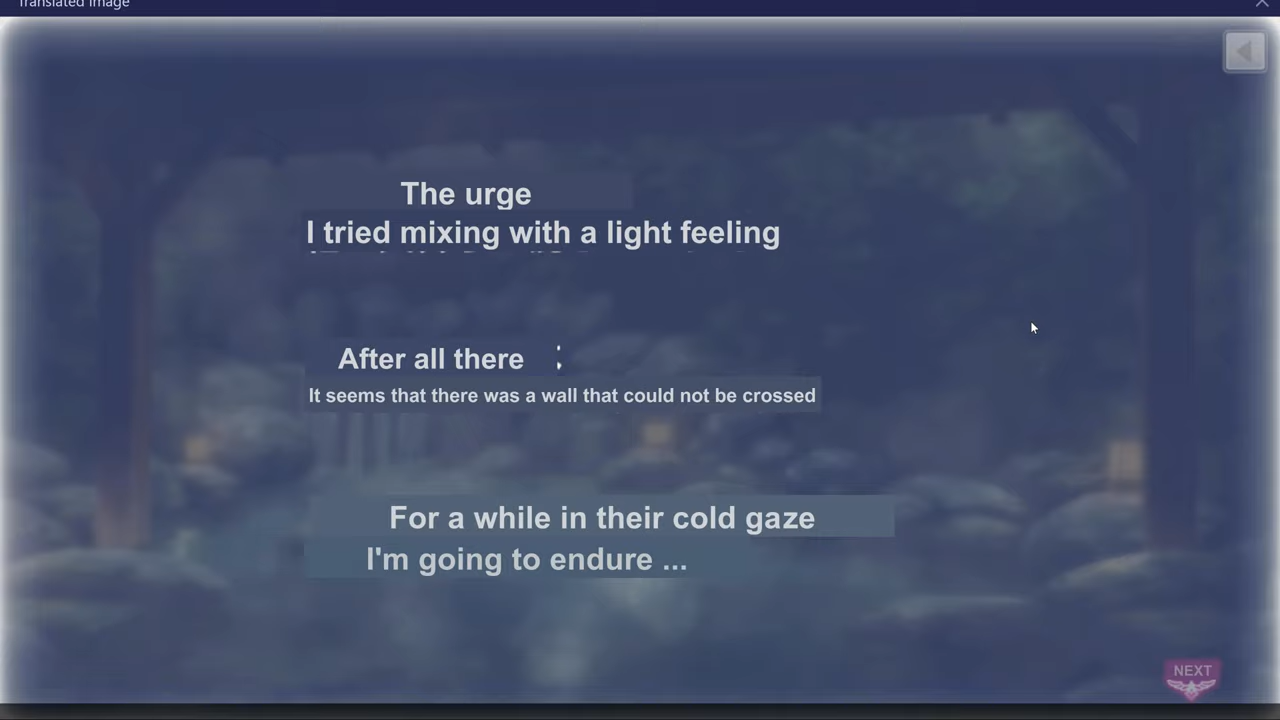 Translated Image
The urge
I tried mixing with a light feeling
After all there
It seems that there was a wall that could not be crossed
For a while in their cold gaze
I'm going to endure ...
NEXT